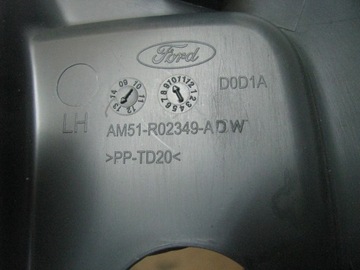 Ford
D0D1A
LH
AM51-R02349-ADW
>PP-TD20<